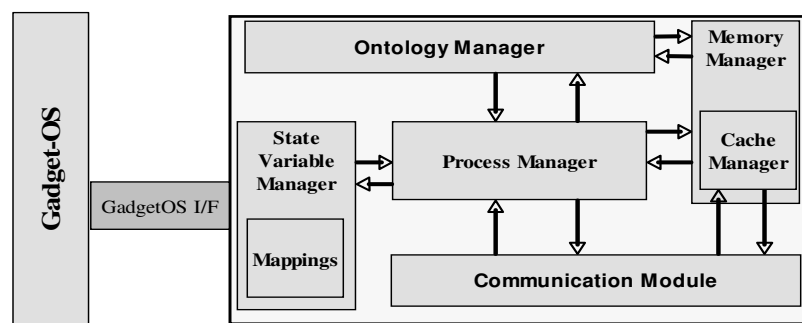 Gadget-OS
GadgetOS I/F
Ontology Manager
Memory
Manager
State
Variable
Manager
Process Manager
Cache
Manager
Mappings
Communication Module